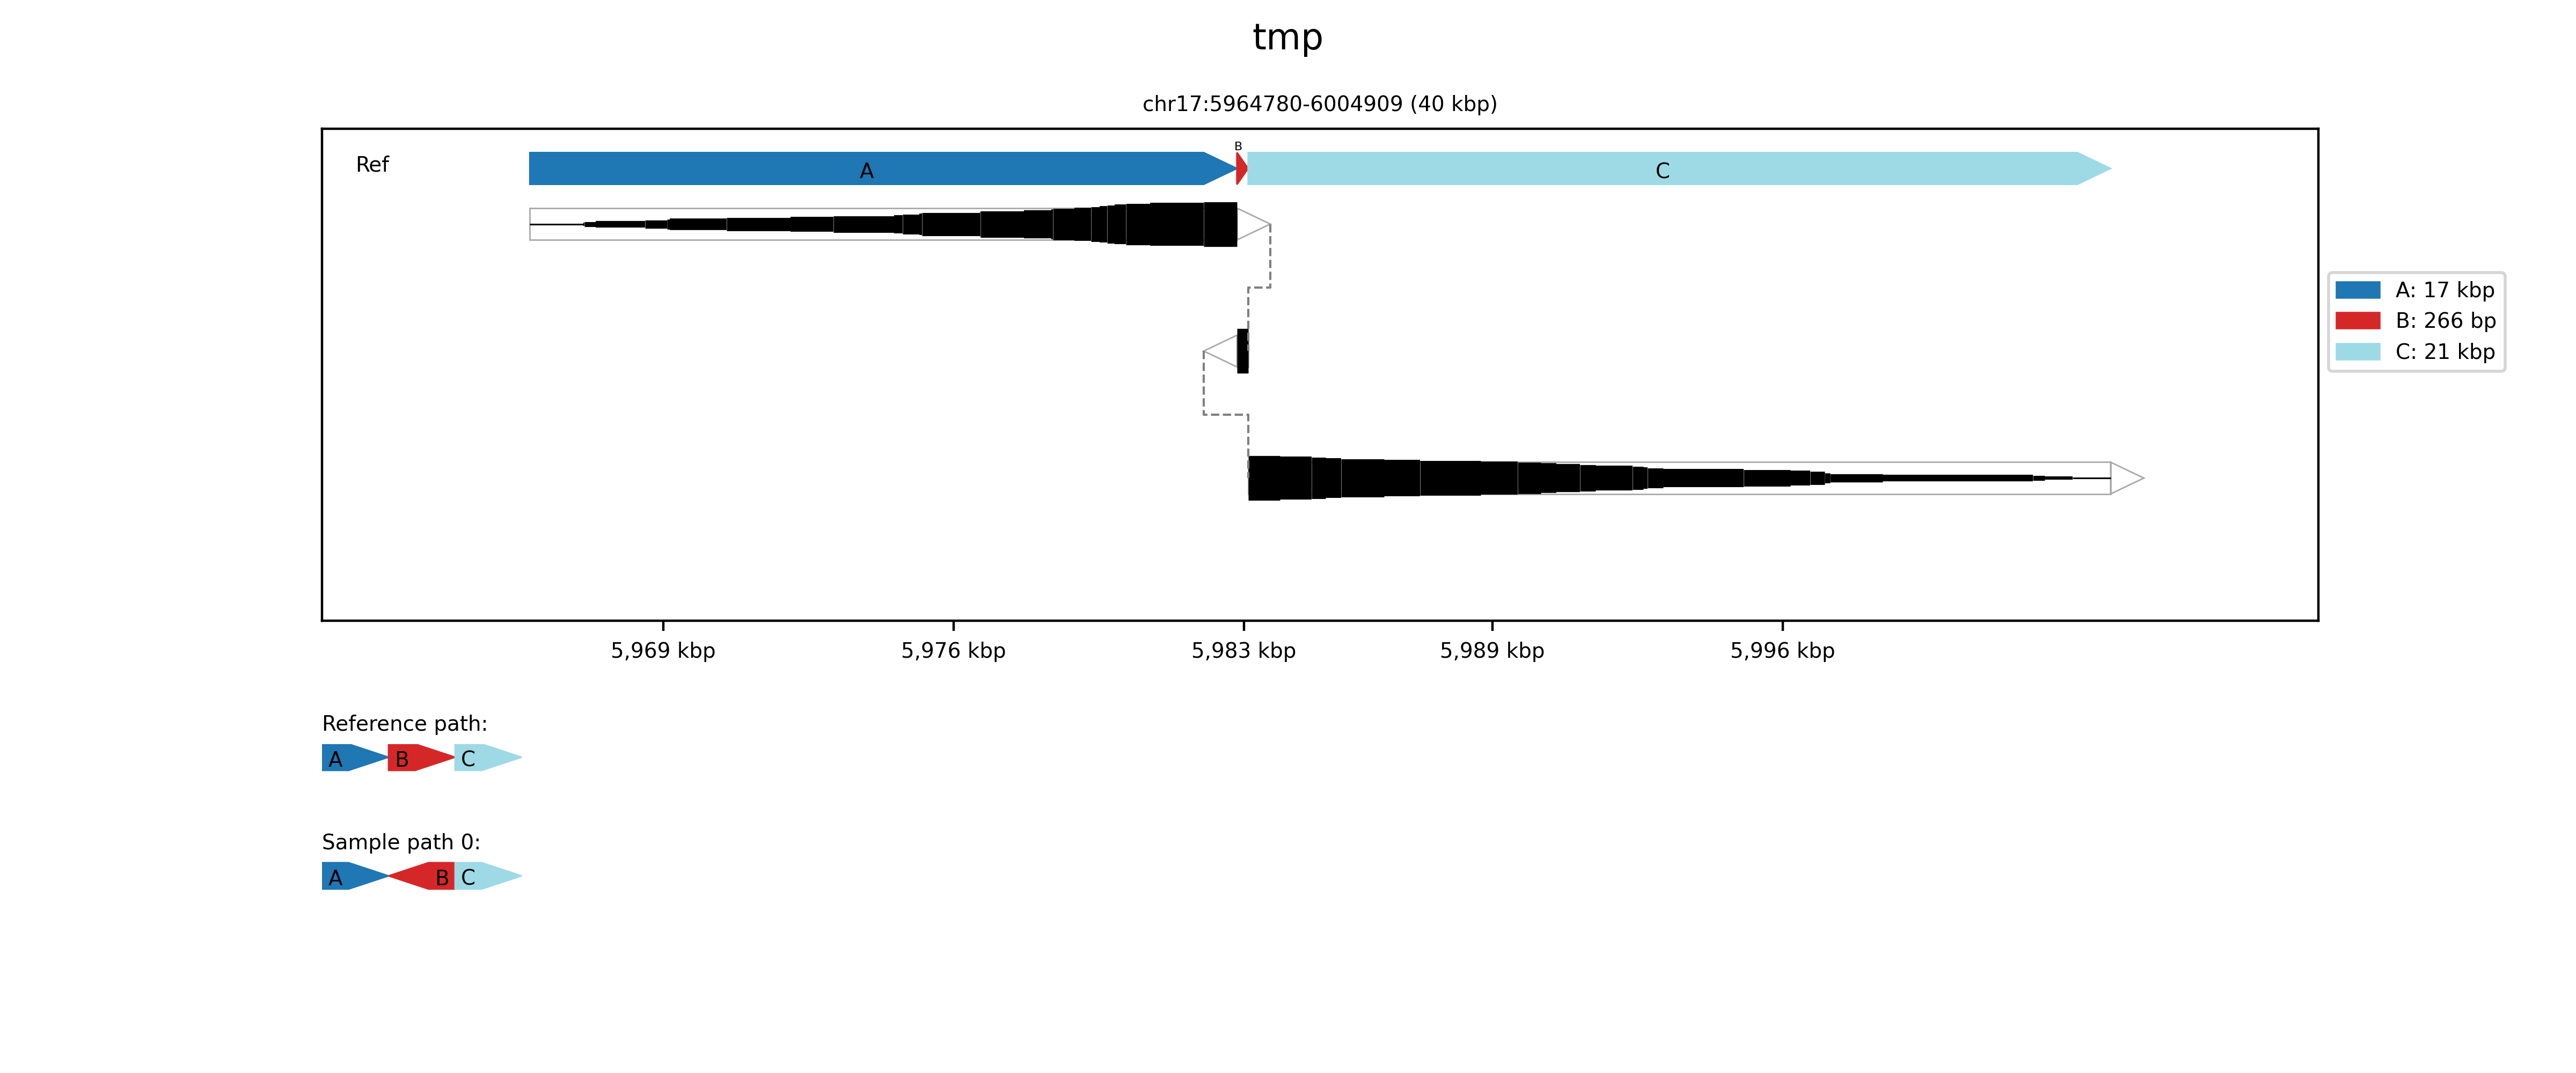 tmp
chr17:5964780-6004909 (40 kbp)
Ref
A
B
C
A: 17 kbp
B: 266 bp
C: 21 kbp
5,969 kbp 5,976 kbp 5,983 kbp 5,989 kbp 5,996 kbp
Reference path:
A B C
Sample path 0:
A B C